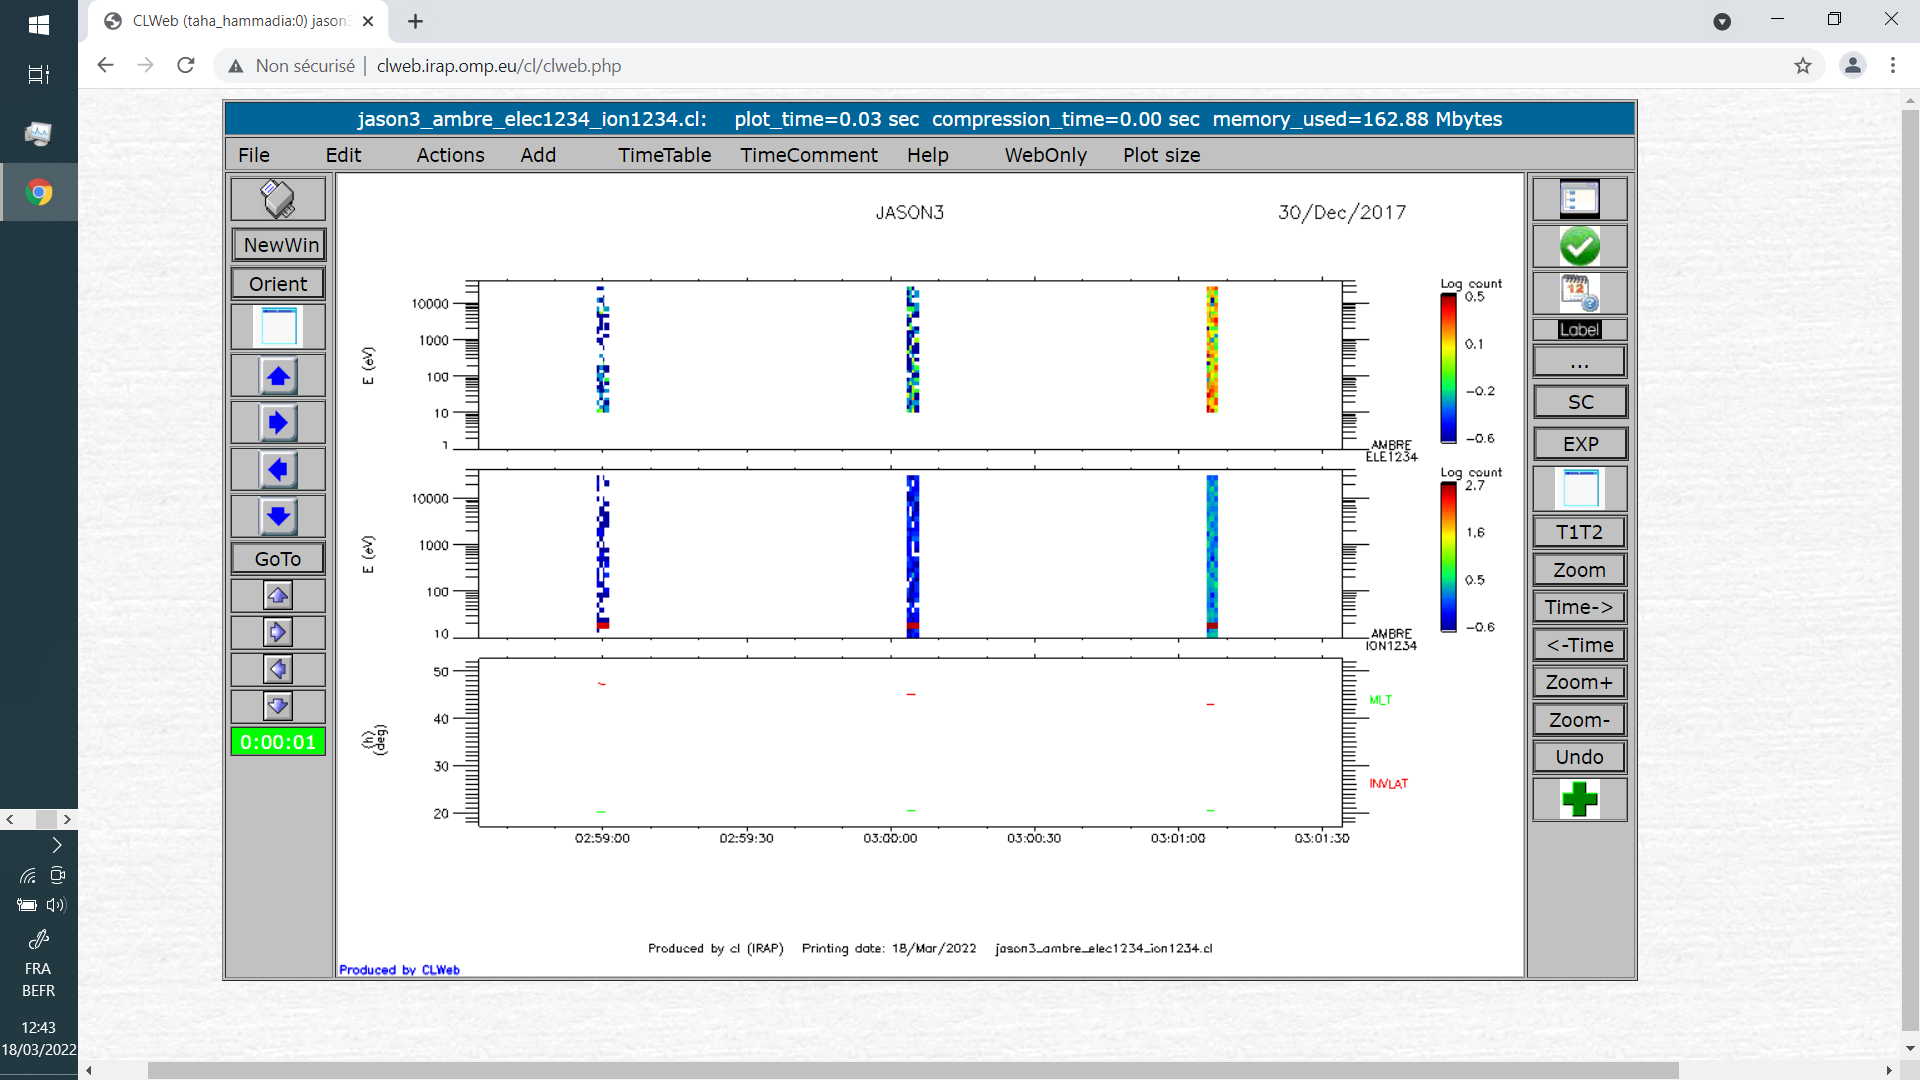 CLWeb (taha_hammadia:0) jason3
Non sécurisé | clweb.irap.omp.eu/cl/clweb.php
jason3_ambre_elec1234_ion1234.cl: plot_time=0.03 sec compression_time=0.00 sec memory_used=162.88 Mbytes
File Edit Actions Add TimeTable TimeComment Help WebOnly Plot size
NewWin
Orient
GoTo
0:00:01
JASON3 30/Dec/2017
E (eV)
10000
1000
100
10
1
Log count
0.5
0.1
-0.2
-0.6
AMBRE
ELE1234
E (eV)
10000
1000
100
10
Log count
2.7
1.6
0.5
-0.6
AMBRE
ION1234
(h)
(deg)
50
40
30
20
MLT
INVLAT
02:59:00 02:59:30 03:00:00 03:00:30 03:01:00 03:01:30
Produced by cl (IRAP) Printing date: 18/Mar/2022 jason3_ambre_elec1234_ion1234.cl
Produced by CLWeb
12
Label
...
SC
EXP
T1T2
Zoom
Time->
<-Time
Zoom+
Zoom-
Undo
FRA
BEFR
12:43
18/03/2022